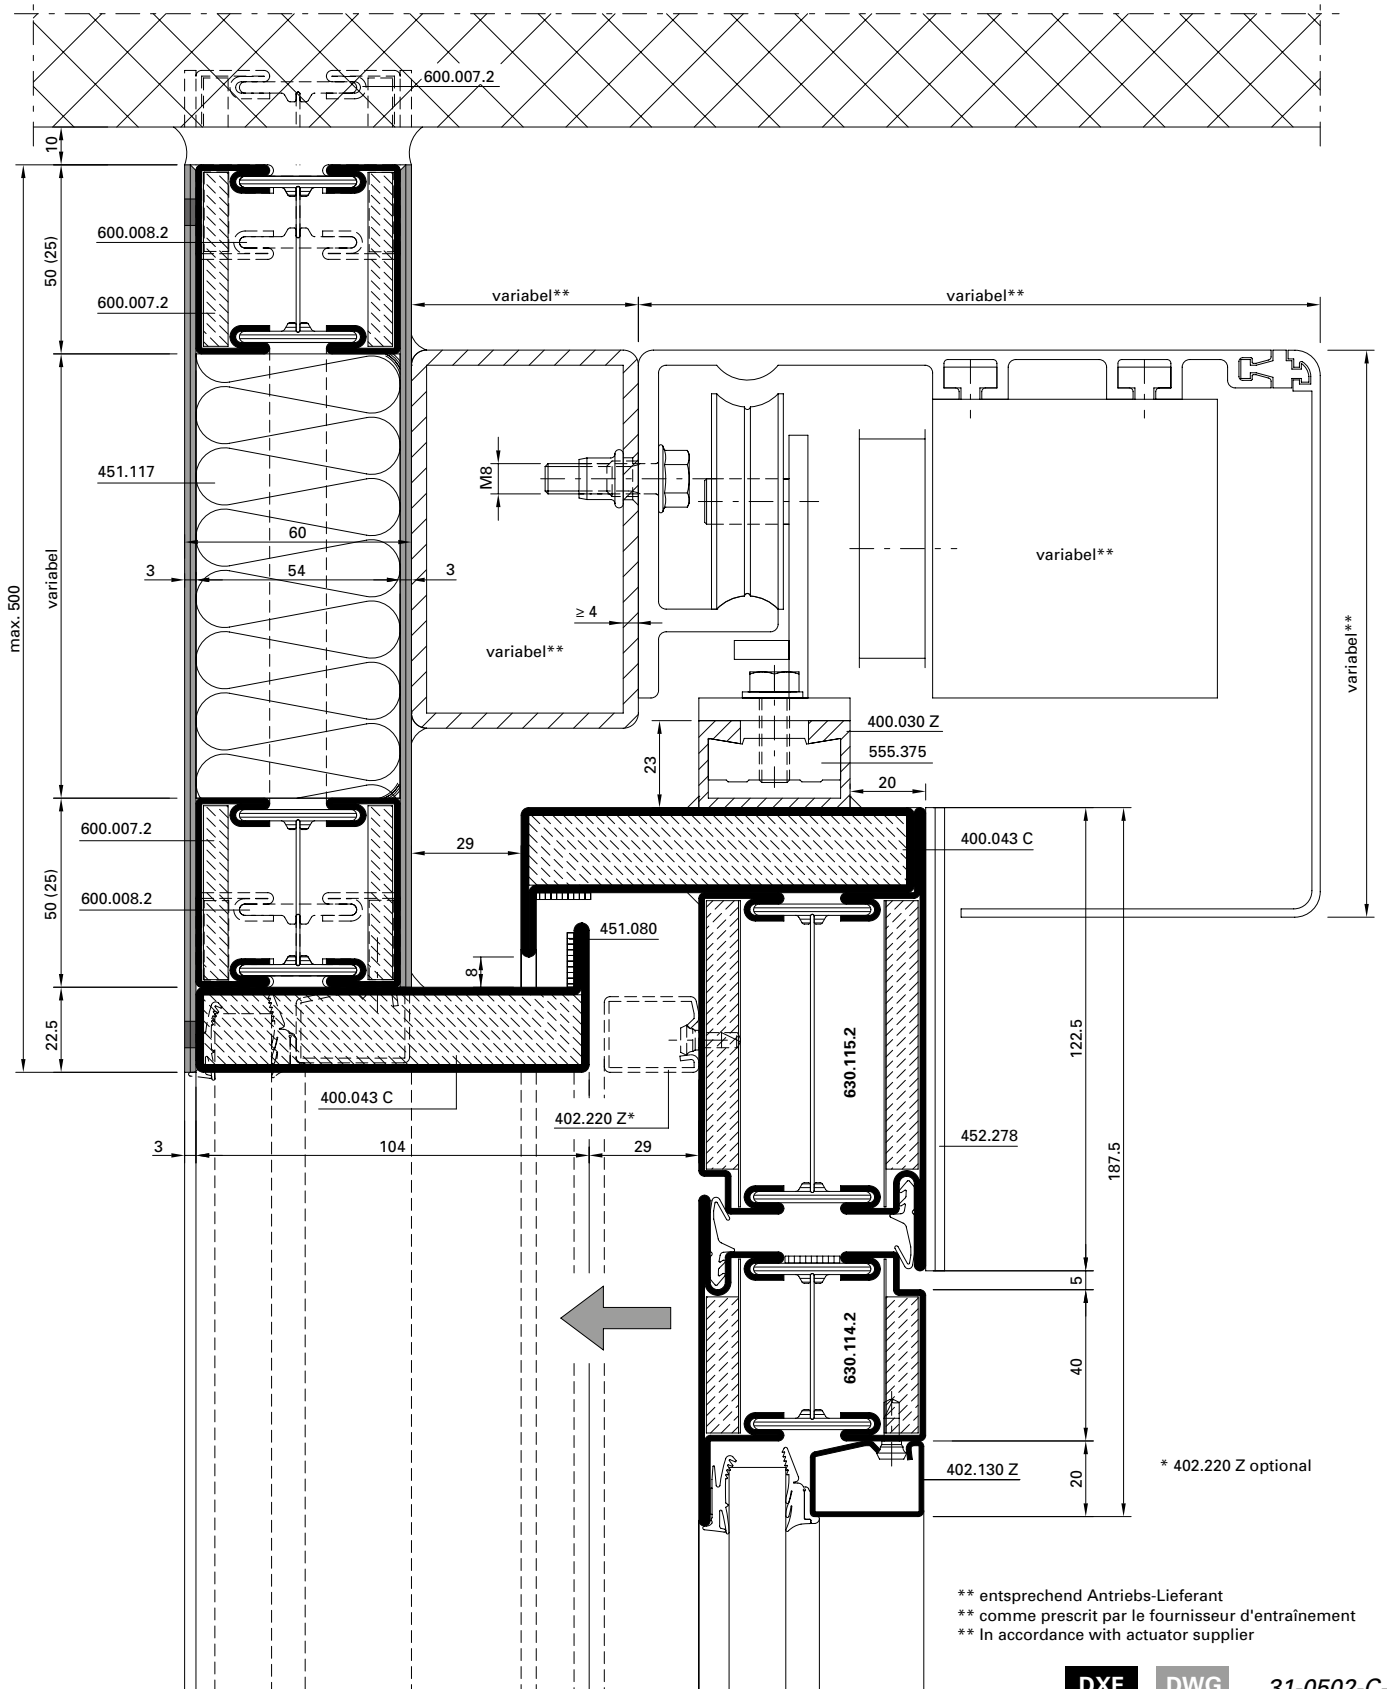 600.007.2
10
50 (25)
600.008.2
600.007.2
variabel**
variabel**
451.117
M8
60
variabel**
3
54
3
variabel
max. 500
≥ 4
variabel**
variabel**
400.030 Z
555.375
23
20
600.007.2
29
400.043 C
50 (25)
600.008.2
451.080
8
22.5
630.115.2
122.5
400.043 C
402.220 Z*
3
104
29
452.278
187.5
5
630.114.2
40
402.130 Z
20
* 402.220 Z optional
** entsprechend Antriebs-Lieferant
** comme prescrit par le fournisseur d'entraînement
** In accordance with actuator supplier
DXF
DWG
31-0502-C-